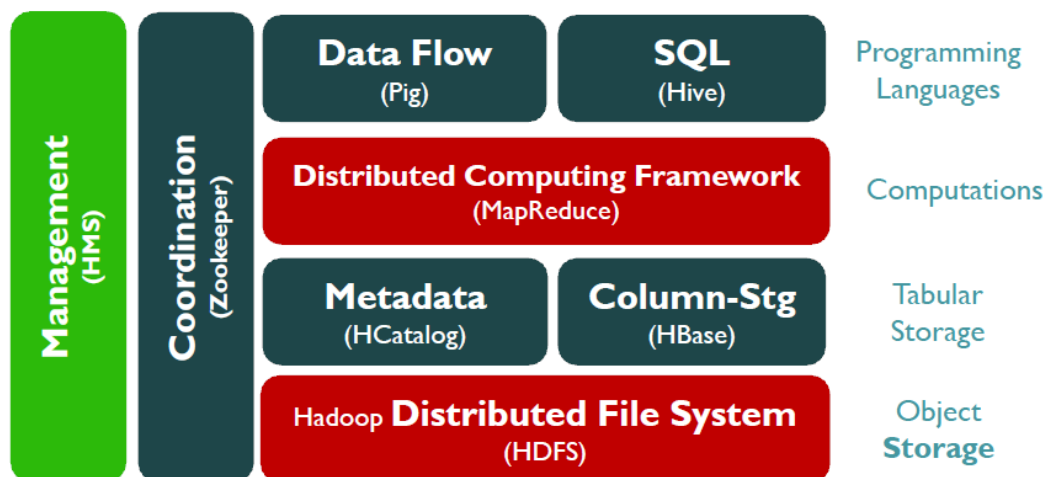 Management
(HMS)
Coordination
(Zookeeper)
Data Flow
(Pig)
SQL
(Hive)
Programming
Languages
Distributed Computing Framework
(MapReduce)
Computations
Metadata
(HCatalog)
Column-Stg
(HBase)
Tabular
Storage
Hadoop Distributed File System
(HDFS)
Object
Storage